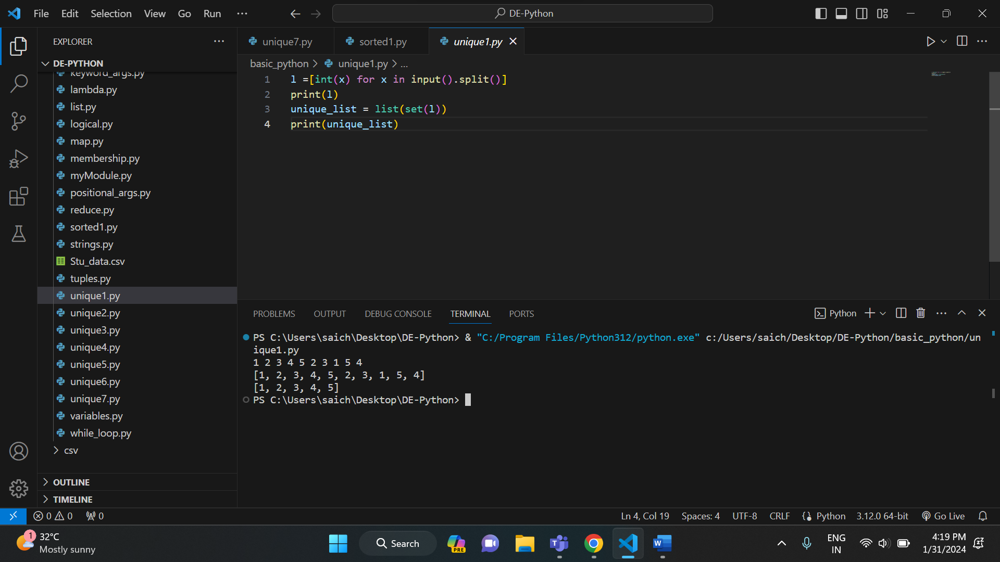 File Edit Selection View Go Run ···
DE-Python
EXPLORER
DE-PYTHON
keyword_args.py
lambda.py
list.py
logical.py
map.py
membership.py
myModule.py
positional_args.py
reduce.py
sorted1.py
strings.py
Stu_data.csv
tuples.py
unique1.py
unique2.py
unique3.py
unique4.py
unique5.py
unique6.py
unique7.py
variables.py
while_loop.py
csv
OUTLINE
TIMELINE
unique7.py sorted1.py unique1.py
basic_python > unique1.py > ...
1 l =[int(x) for x in input().split()]
2 print(l)
3 unique_list = list(set(l))
4 print(unique_list)
PROBLEMS OUTPUT DEBUG CONSOLE TERMINAL PORTS
Python
PS C:\Users\saich\Desktop\DE-Python> & "C:/Program Files/Python312/python.exe" c:/Users/saich/Desktop/DE-Python/basic_python/un
ique1.py
1 2 3 4 5 2 3 1 5 4
[1, 2, 3, 4, 5, 2, 3, 1, 5, 4]
[1, 2, 3, 4, 5]
PS C:\Users\saich\Desktop\DE-Python>
0 0 0
Ln 4, Col 19 Spaces: 4 UTF-8 CRLF Python 3.12.0 64-bit Go Live
1
32°C
Mostly sunny
Search
PRE
ENG
IN
4:19 PM
1/31/2024